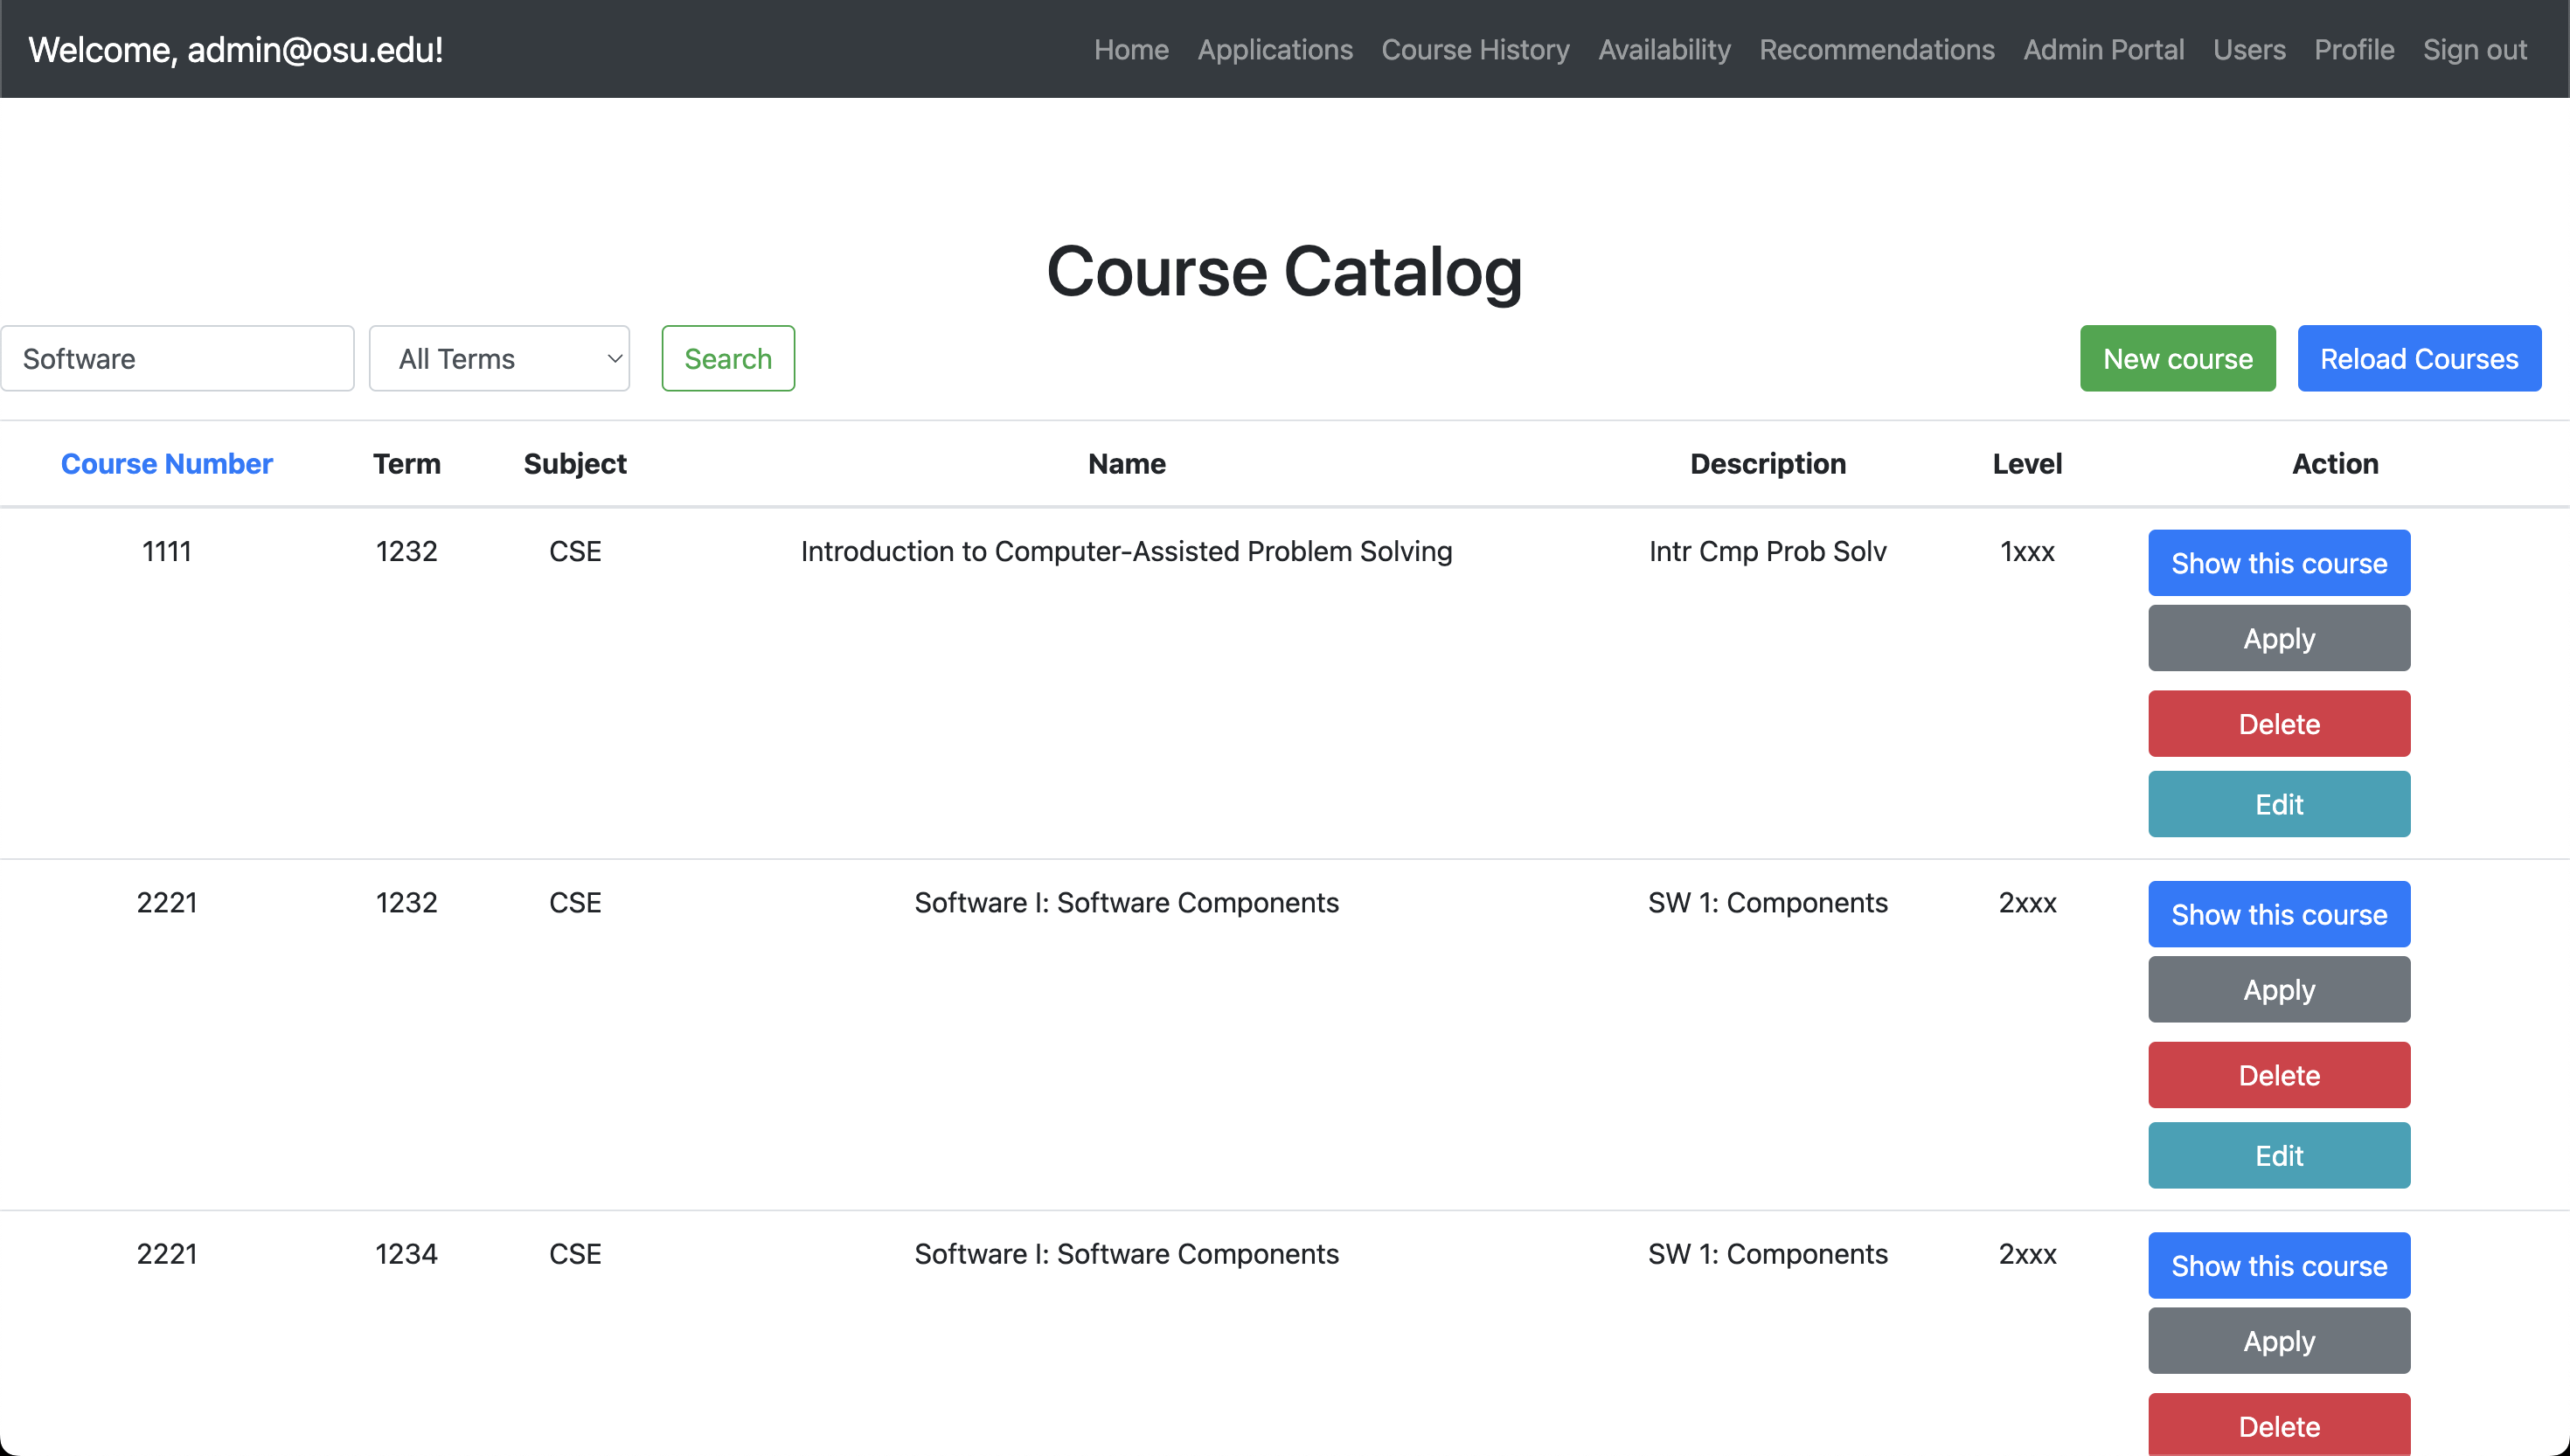 Welcome, admin@osu.edu! Home Applications Course History Availability Recommendations Admin Portal Users Profile Sign out
Course Catalog
Software All Terms Search New course Reload Courses
Course Number Term Subject Name Description Level Action
1111 1232 CSE Introduction to Computer-Assisted Problem Solving Intr Cmp Prob Solv 1xxx Show this course
Apply
Delete
Edit
2221 1232 CSE Software I: Software Components SW 1: Components 2xxx Show this course
Apply
Delete
Edit
2221 1234 CSE Software I: Software Components SW 1: Components 2xxx Show this course
Apply
Delete